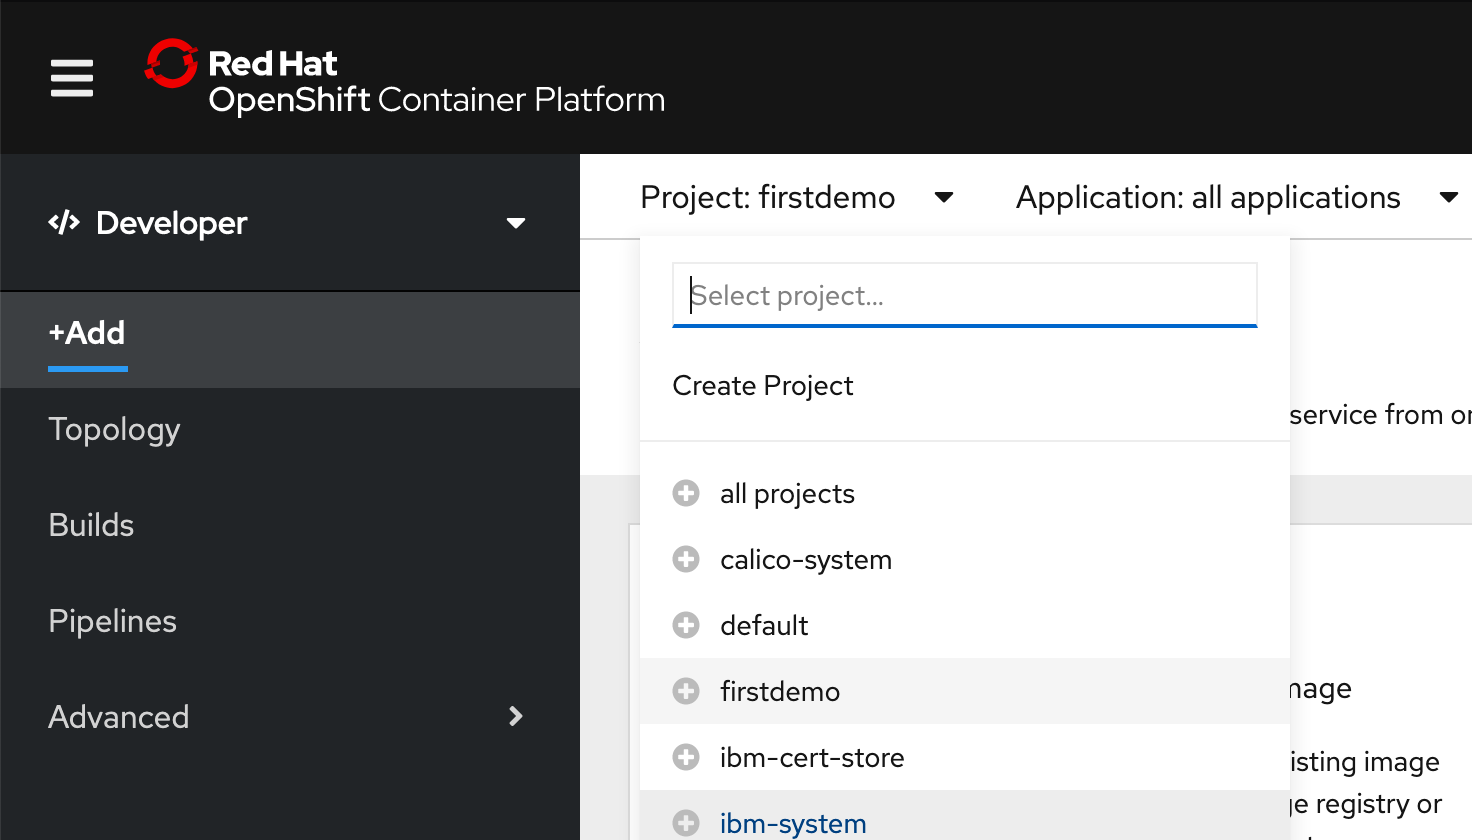 Red Hat
OpenShift Container Platform
</> Developer
+Add
Topology
Builds
Pipelines
Advanced
Project: firstdemo
Application: all applications
Select project...
Create Project
all projects
calico-system
default
firstdemo
ibm-cert-store
ibm-system
service from
isting image
registry or